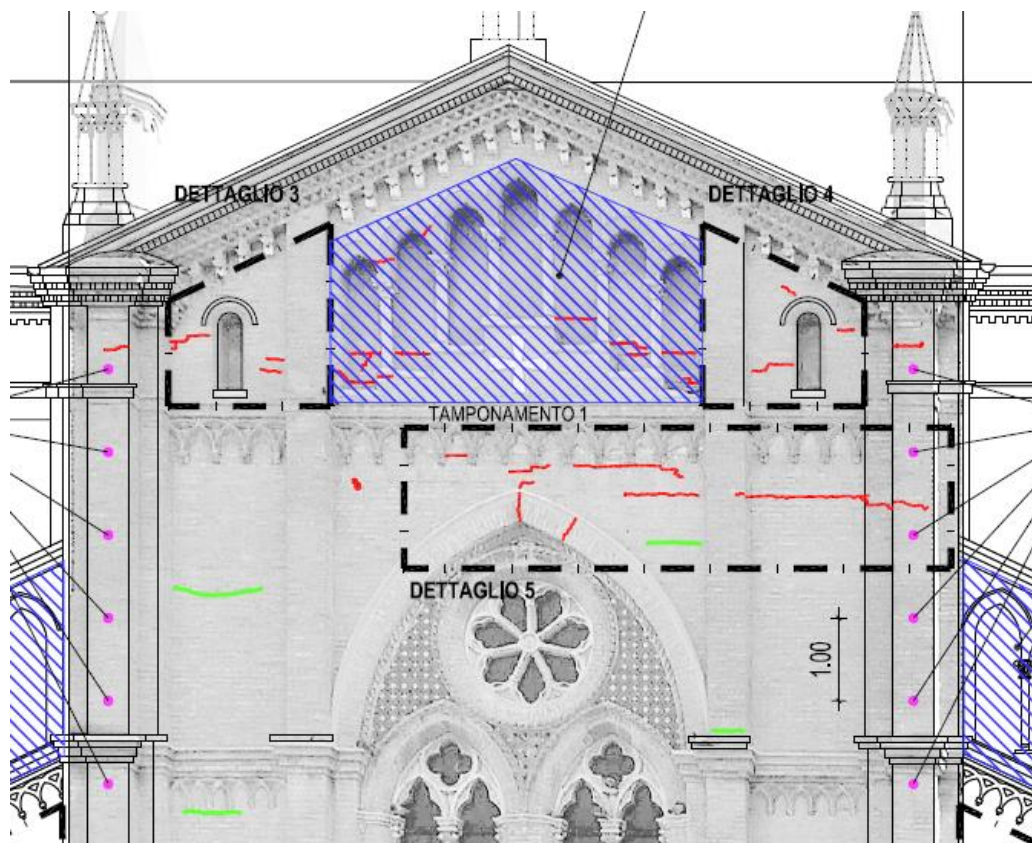 DETTAGLIO 3
DETTAGLIO 4
TAMPONAMENTO 1
DETTAGLIO 5
1.00